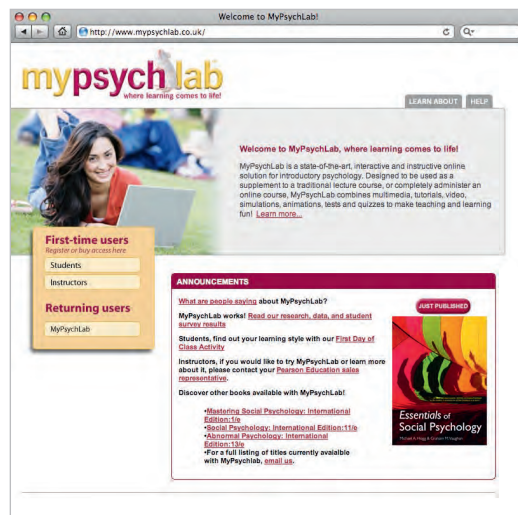 Welcome to MyPsychLab!
http://www.mypsychlab.co.uk/
mypsychlab
where learning comes to life!
LEARN ABOUT
HELP
Welcome to MyPsychLab, where learning comes to life!
MyPsychLab is a state-of-the-art, interactive and instructive online
solution for introductory psychology. Designed to be used as a
supplement to a traditional lecture course, or completely administer an
online course, MyPsychLab combines multimedia, tutorials, video,
simulations, animations, tests and quizzes to make teaching and learning
fun! Learn more...
First-time users
Register or buy access here
Students
Instructors
Returning users
MyPsychLab
ANNOUNCEMENTS
What are people saying about MyPsychLab?
MyPsychLab works! Read our research, data, and student
survey results
Students, find out your learning style with our First Day of
Class Activity
Instructors, if you would like to try MyPsychLab or learn more
about it, please contact your Pearson Education sales
representative.
Discover other books available with MyPsychLab!
•Mastering Social Psychology: International
Edition:1/e
•Social Psychology: International Edition:11/e
•Abnormal Psychology: International
Edition:13/e
•For a full listing of titles currently avaialble
with MyPsychlab, email us.
JUST PUBLISHED
Essentials of
Social Psychology
Michael A. Hogg & Graham M. Vaughan